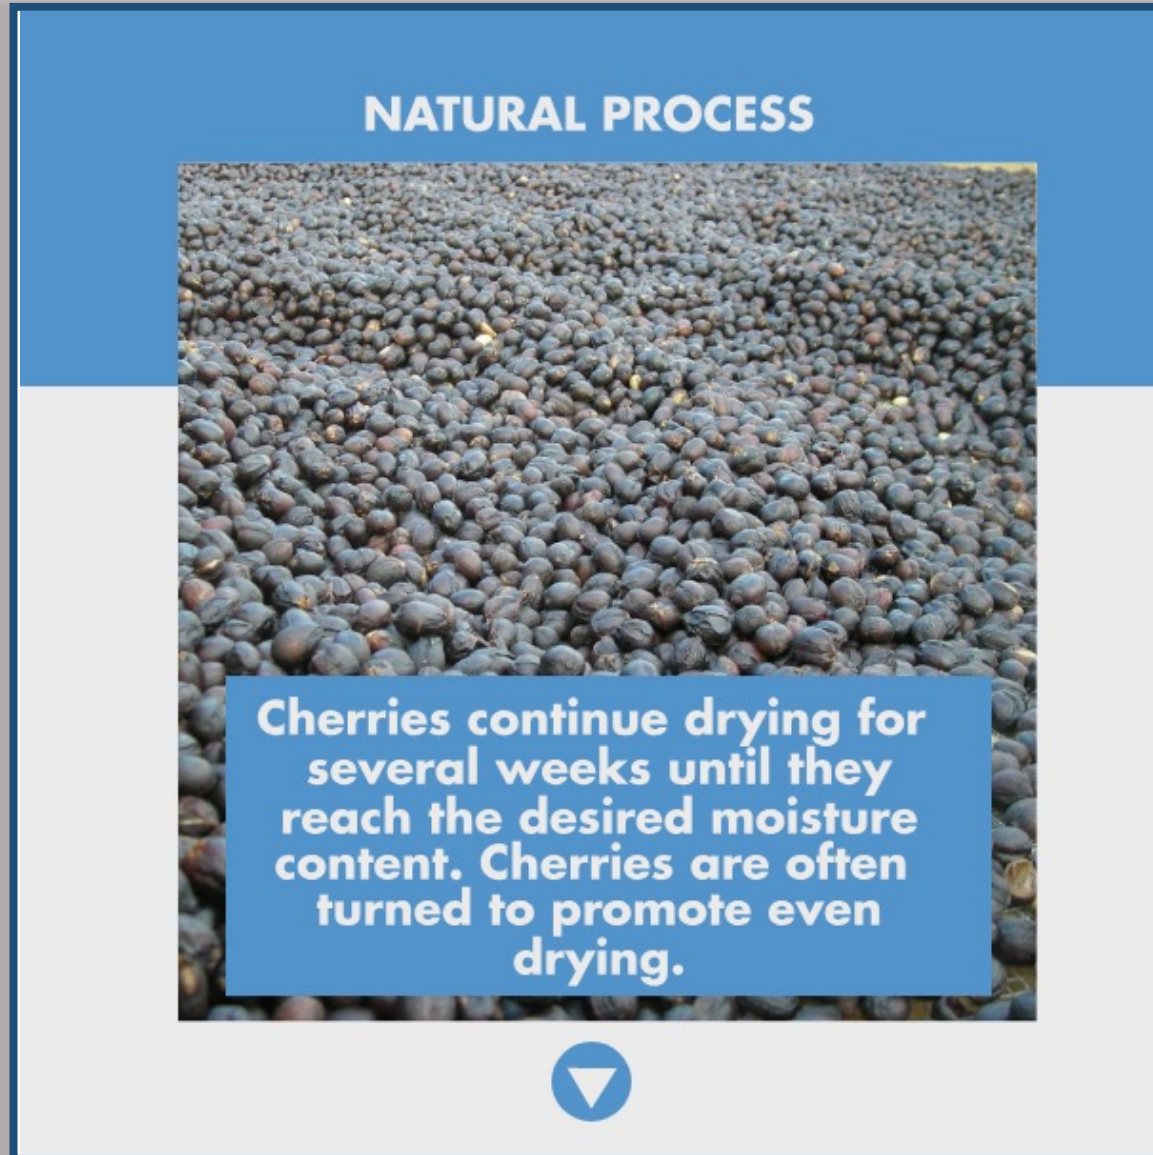 NATURAL PROCESS
Cherries continue drying for
several weeks until they
reach the desired moisture
content. Cherries are often
turned to promote even
drying.